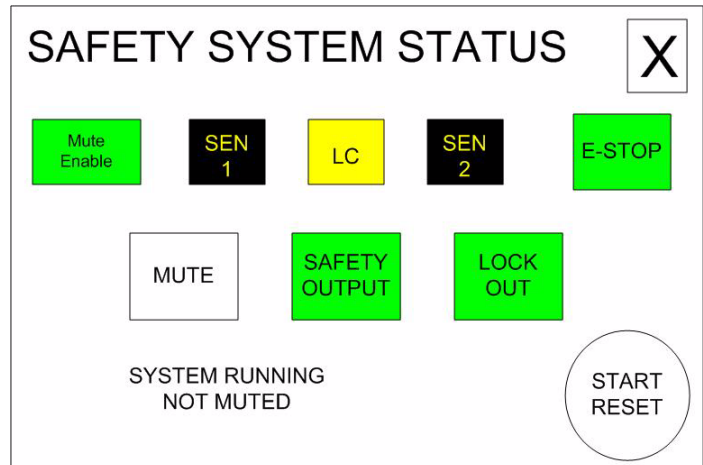 SAFETY SYSTEM STATUS
X
Mute
Enable
SEN
1
LC
SEN
2
E-STOP
MUTE
SAFETY
OUTPUT
LOCK
OUT
SYSTEM RUNNING
NOT MUTED
START
RESET